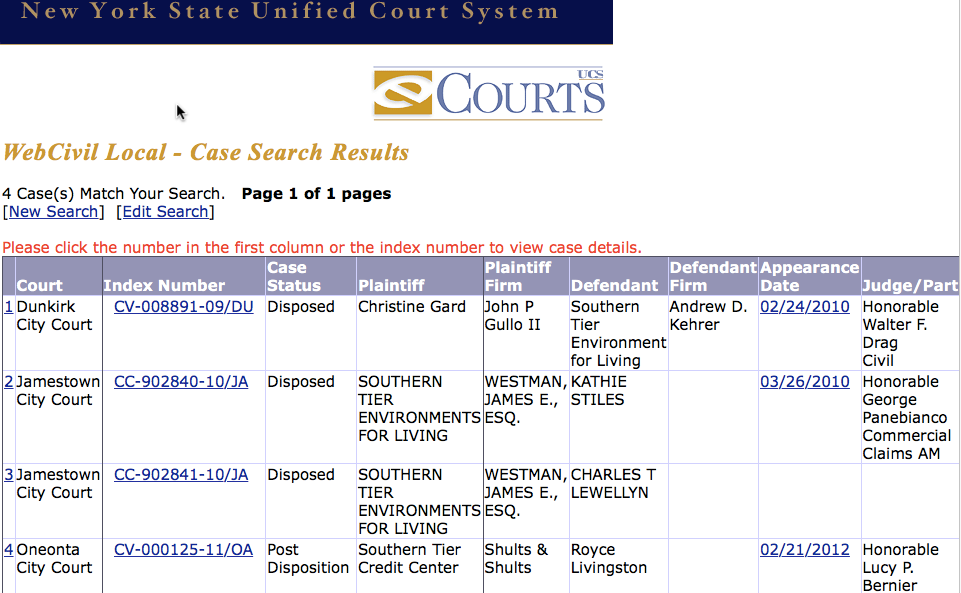 New York State Unified Court System
UCS
COURTS
WebCivil Local - Case Search Results
4 Case(s) Match Your Search. Page 1 of 1 pages
[New Search] [Edit Search]
Please click the number in the first column or the index number to view case details.
Court Index Number Case Status Plaintiff Plaintiff Firm Defendant Defendant Firm Appearance Date Judge/Part
1 Dunkirk City Court CV-008891-09/DU Disposed Christine Gard John P Gullo II Southern Tier Environment for Living Andrew D. Kehrer 02/24/2010 Honorable Walter F. Drag Civil
2 Jamestown City Court CC-902840-10/JA Disposed SOUTHERN TIER ENVIRONMENTS FOR LIVING WESTMAN, JAMES E., ESQ. KATHIE STILES 03/26/2010 Honorable George Panebianco Commercial Claims AM
3 Jamestown City Court CC-902841-10/JA Disposed SOUTHERN TIER ENVIRONMENTS FOR LIVING WESTMAN, JAMES E., ESQ. CHARLES T LEWELLYN
4 Oneonta City Court CV-000125-11/OA Post Disposition Southern Tier Credit Center Shults & Shults Royce Livingston 02/21/2012 Honorable Lucy P. Bernier